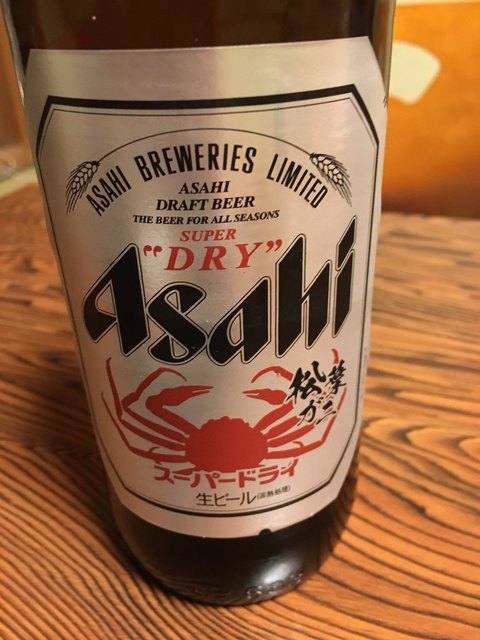 ASAHI BREWERIES LIMITED
ASAHI
DRAFT BEER
THE BEER FOR ALL SEASONS
SUPER
"DRY"
Asahi
松葉
ガニ
スーパードライ
生ビール(非熱処理)